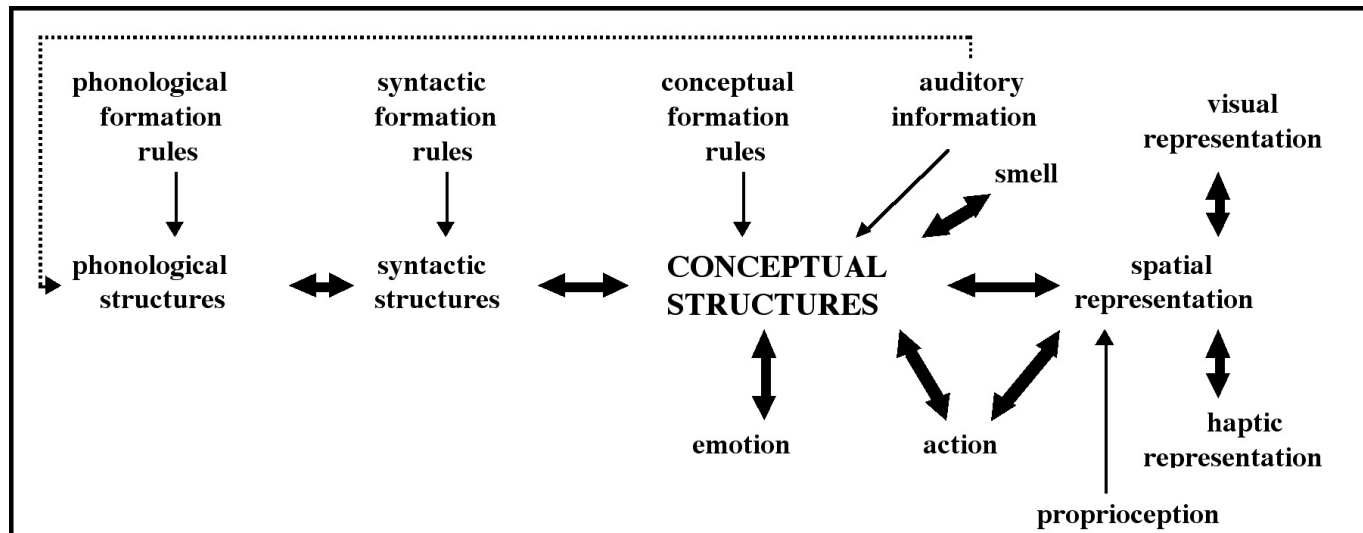 phonological
formation
rules
syntactic
formation
rules
conceptual
formation
rules
auditory
information
visual
representation
smell
phonological
structures
syntactic
structures
CONCEPTUAL
STRUCTURES
spatial
representation
emotion
action
haptic
representation
proprioception